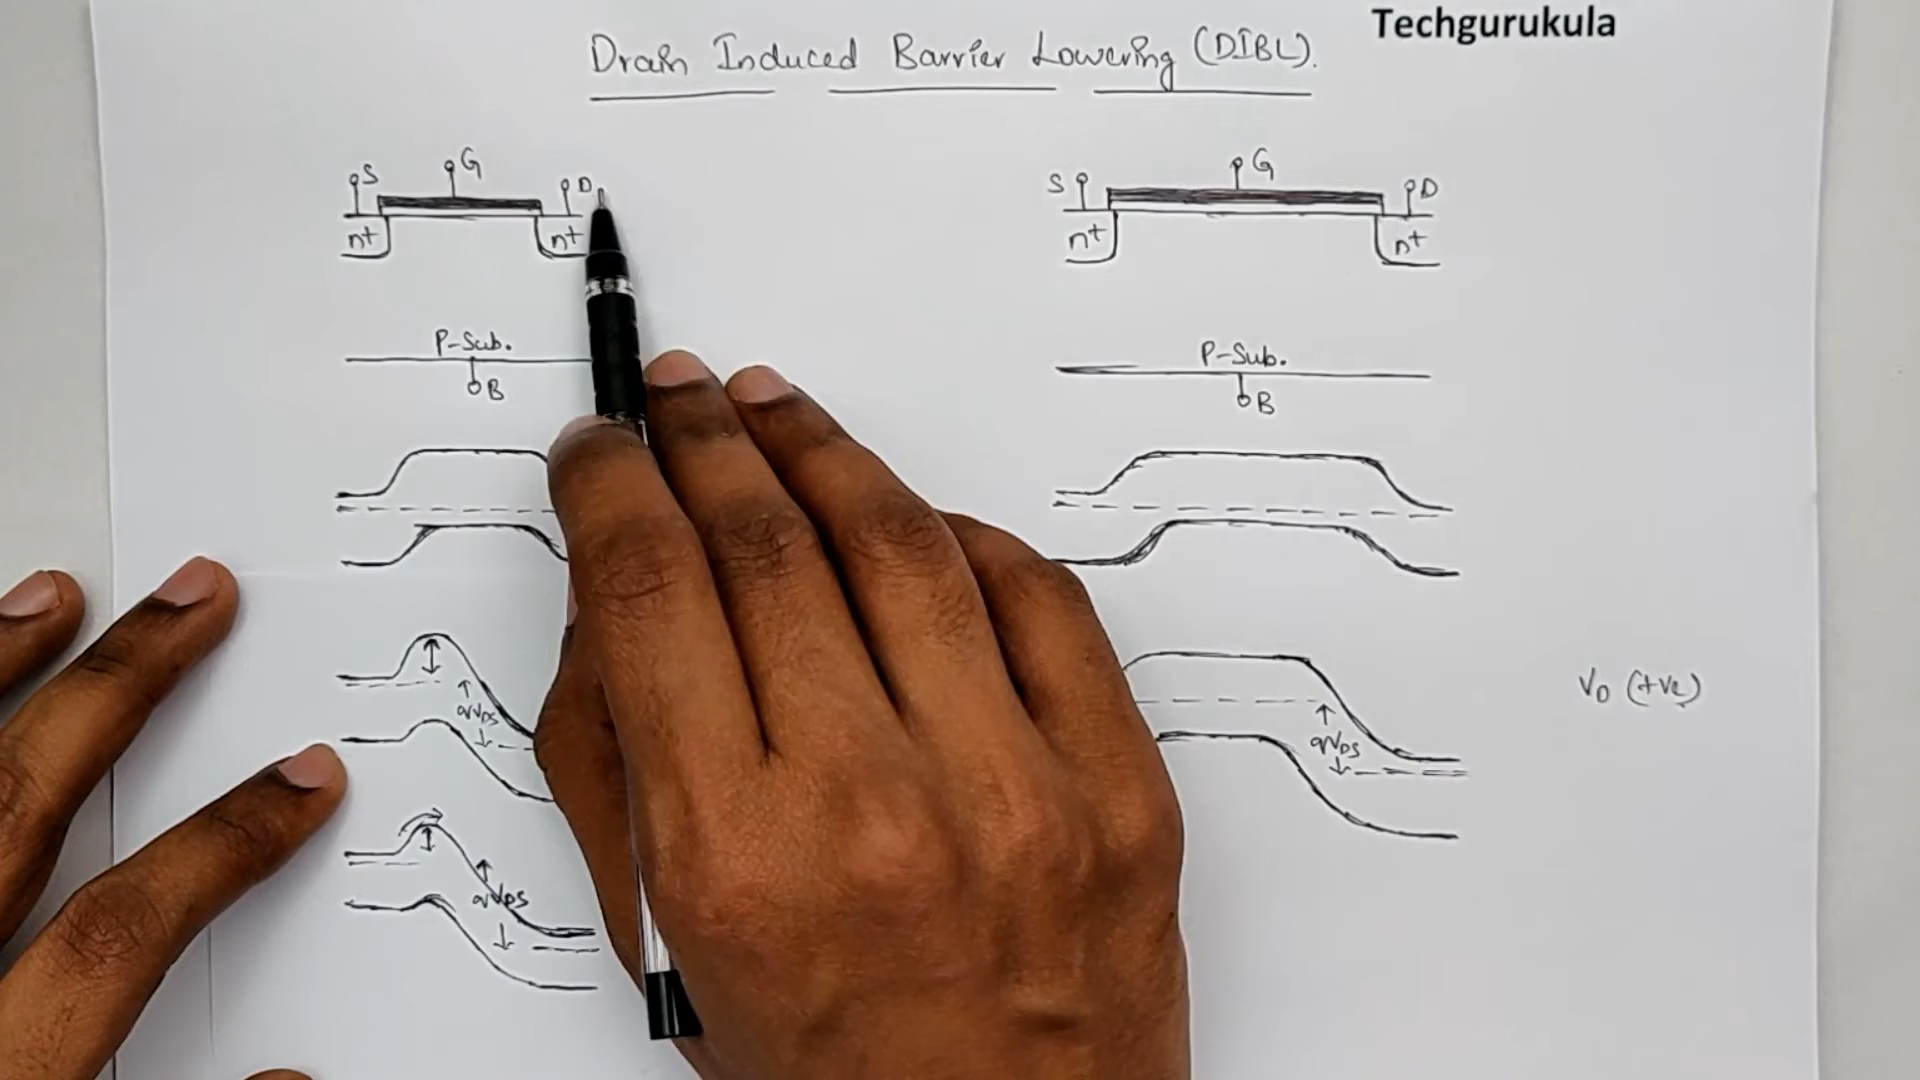 Techgurukula
Drain Induced Barrier Lowering (DIBL).
S G D
n+ n+
P-Sub.
B
qVDS
qVDS
S G D
n+ n+
P-Sub.
B
qVDS
VD (+ve)